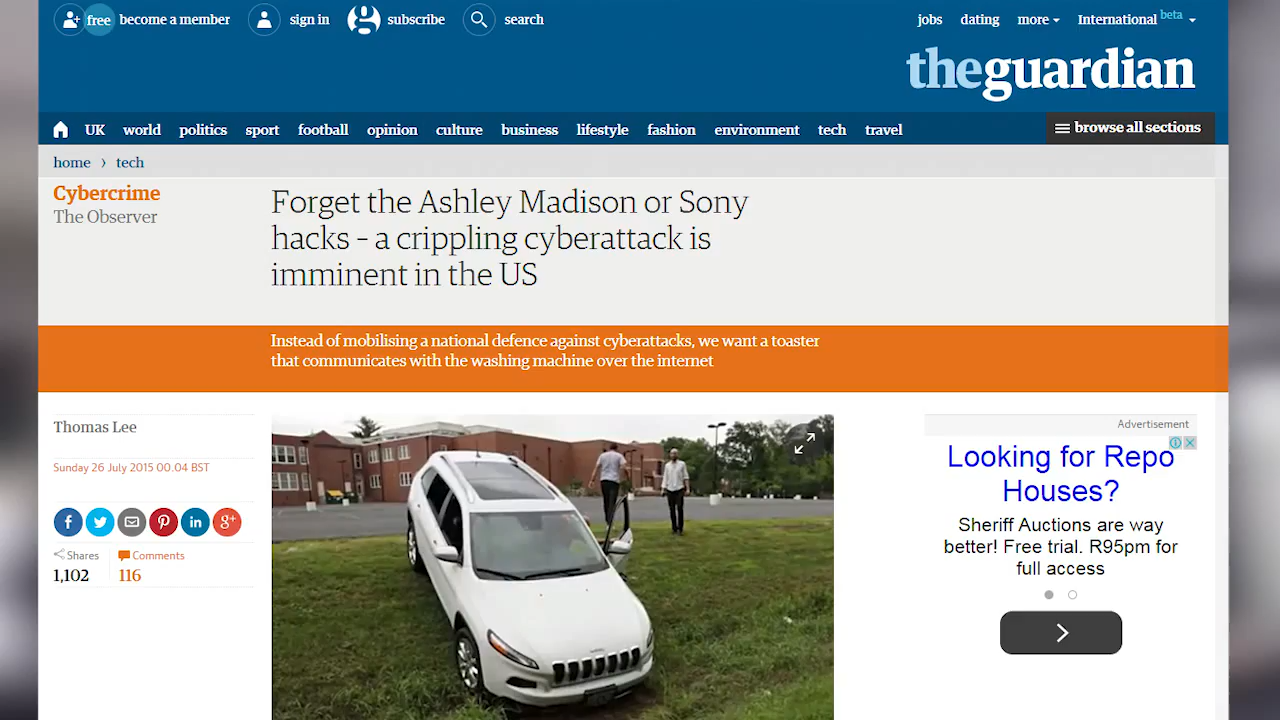 free become a member sign in subscribe search jobs dating more International beta
theguardian
UK world politics sport football opinion culture business lifestyle fashion environment tech travel browse all sections
home › tech
Cybercrime
The Observer
Forget the Ashley Madison or Sony
hacks – a crippling cyberattack is
imminent in the US
Instead of mobilising a national defence against cyberattacks, we want a toaster
that communicates with the washing machine over the internet
Thomas Lee
Sunday 26 July 2015 00.04 BST
Shares Comments
1,102 116
Advertisement
Looking for Repo
Houses?
Sheriff Auctions are way
better! Free trial. R95pm for
full access